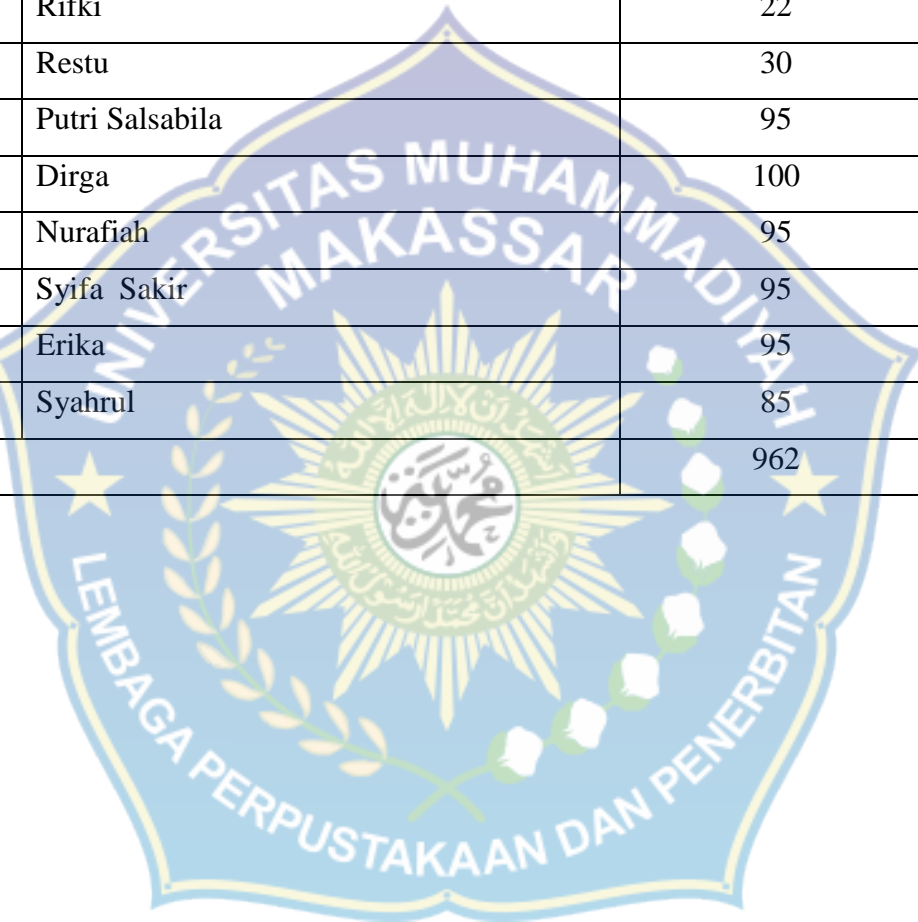 Rifki 22
Restu 30
Putri Salsabila 95
Dirga 100
Nurafiah 95
Syifa Sakir 95
Erika 95
Syahrul 85
962
UNIVERSITAS MUHAMMADIYAH
MAKASSAR
LEMBAGA PERPUSTAKAAN DAN PENERBITAN